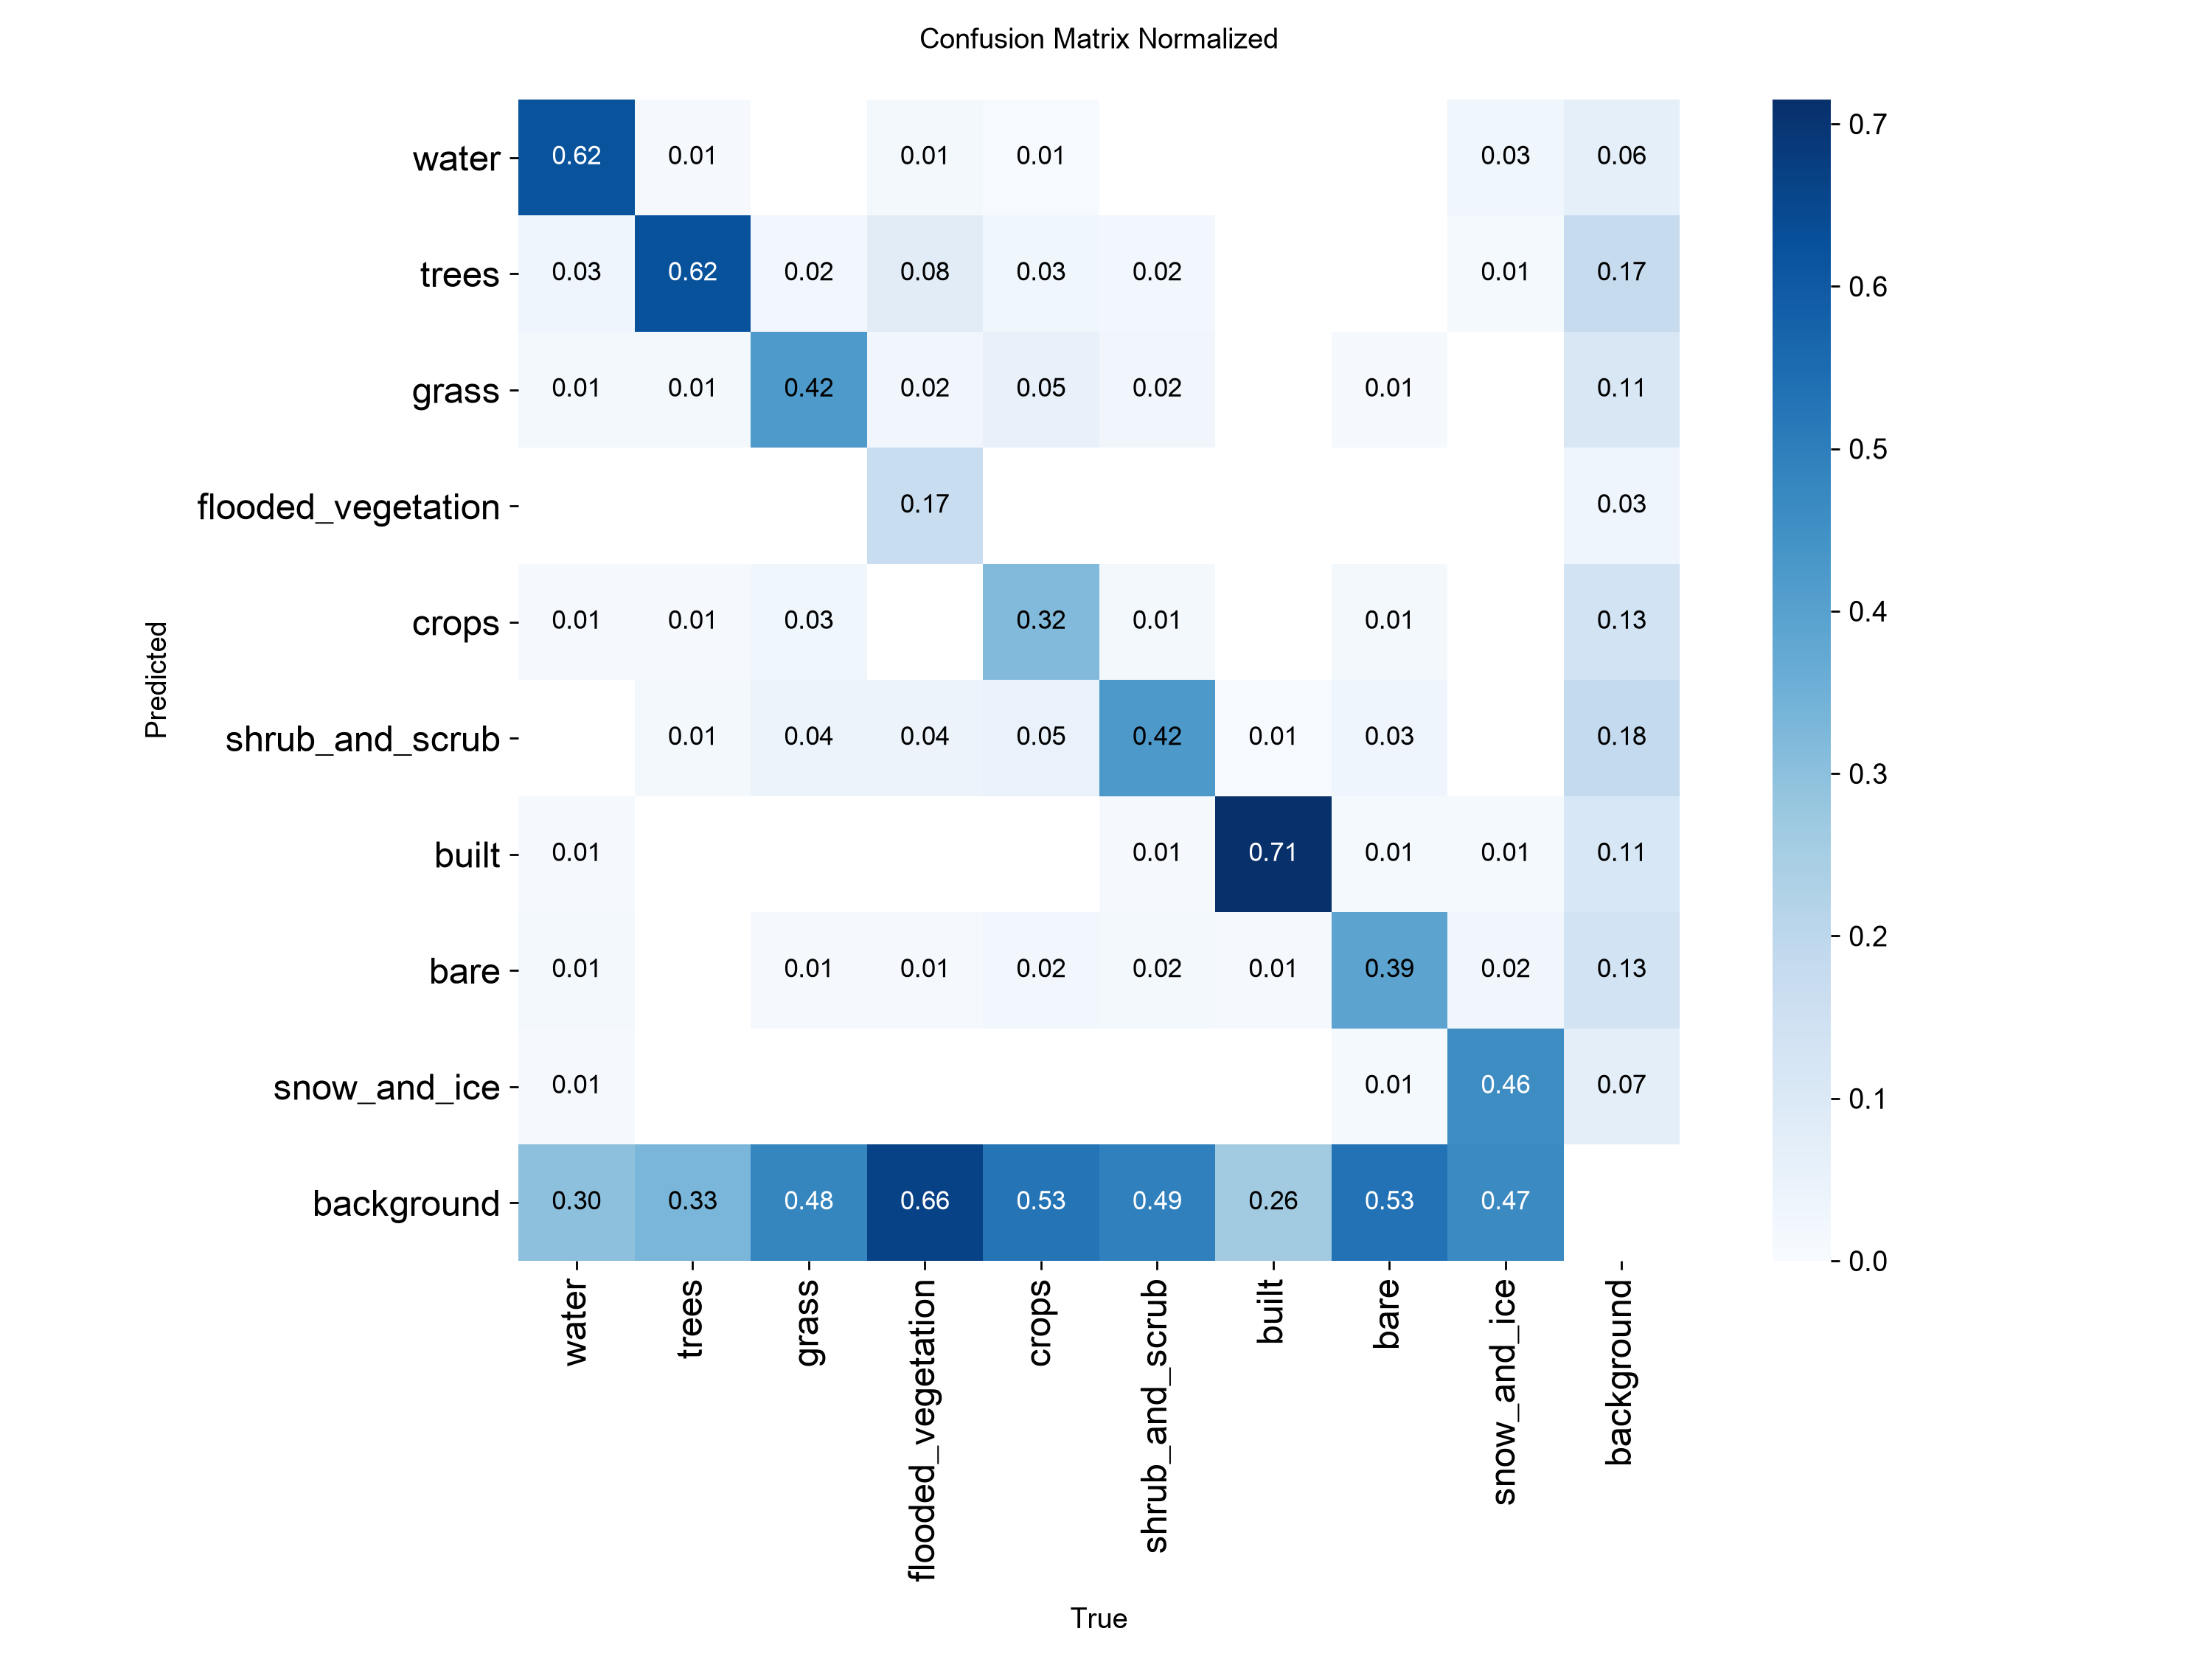 Confusion Matrix Normalized
water 0.62 0.01 0.01 0.01 0.03 0.06
trees 0.03 0.62 0.02 0.08 0.03 0.02 0.01 0.17
grass 0.01 0.01 0.42 0.02 0.05 0.02 0.01 0.11
flooded_vegetation 0.17 0.03
crops 0.01 0.01 0.03 0.32 0.01 0.01 0.13
shrub_and_scrub 0.01 0.04 0.04 0.05 0.42 0.01 0.03 0.18
built 0.01 0.01 0.71 0.01 0.01 0.11
bare 0.01 0.01 0.01 0.02 0.02 0.01 0.39 0.02 0.13
snow_and_ice 0.01 0.01 0.46 0.07
background 0.30 0.33 0.48 0.66 0.53 0.49 0.26 0.53 0.47
Predicted
water
trees
grass
flooded_vegetation
crops
shrub_and_scrub
built
bare
snow_and_ice
background
True
0.7
0.6
0.5
0.4
0.3
0.2
0.1
0.0